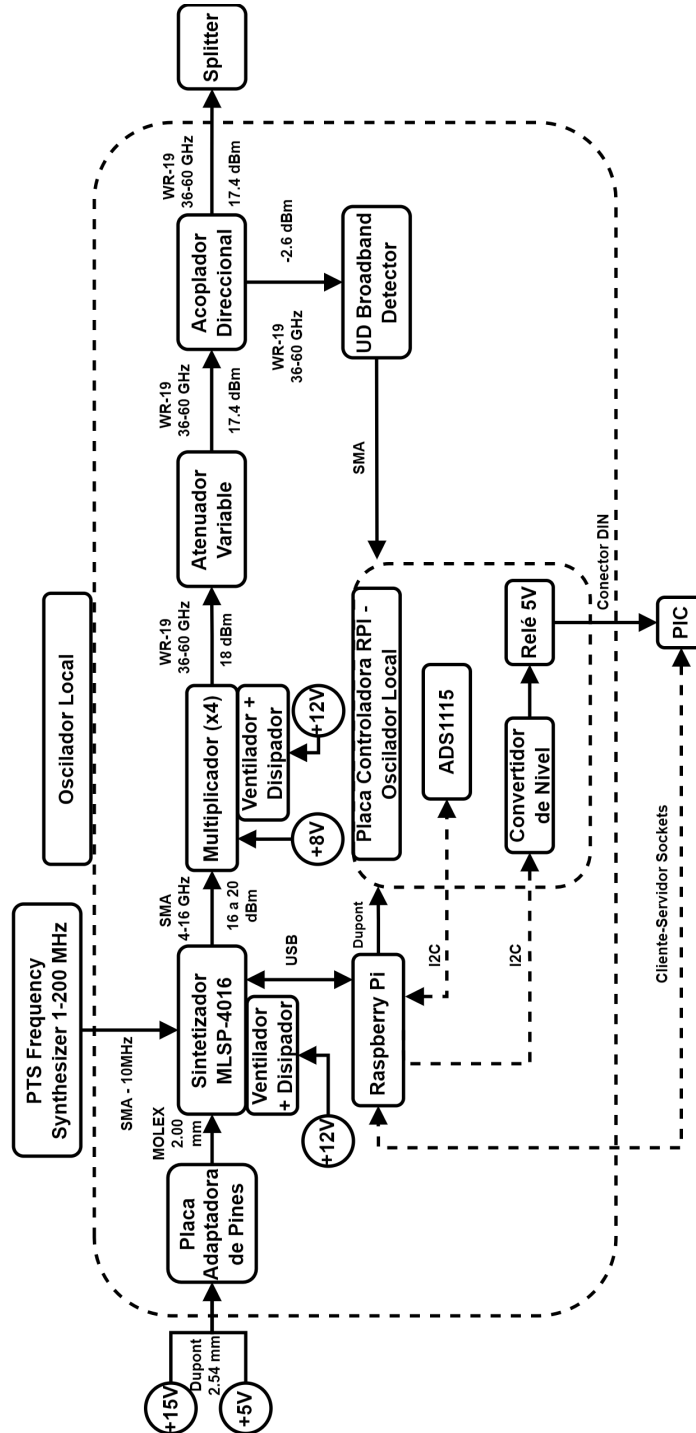 PTS Frequency
Synthesizer 1-200 MHz
Oscilador Local
SMA - 10MHz
+15V
+5V
Dupont
2.54 mm
Placa
Adaptadora
de Pines
MOLEX
2.00
mm
Sintetizador
MLSP-4016
Ventilador
+ Disipador
+12V
SMA
4-16 GHz
16 a 20
dBm
Multiplicador (x4)
Ventilador +
Disipador
+8V
+12V
WR-19
36-60 GHz
18 dBm
Atenuador
Variable
WR-19
36-60 GHz
17.4 dBm
Acoplador
Direccional
WR-19
36-60 GHz
17.4 dBm
Splitter
WR-19
36-60 GHz
-2.6 dBm
UD Broadband
Detector
SMA
USB
Raspberry Pi
Dupont
I2C
I2C
Placa Controladora RPI -
Oscilador Local
ADS1115
Convertidor
de Nivel
Relé 5V
Conector DIN
PIC
Cliente-Servidor Sockets